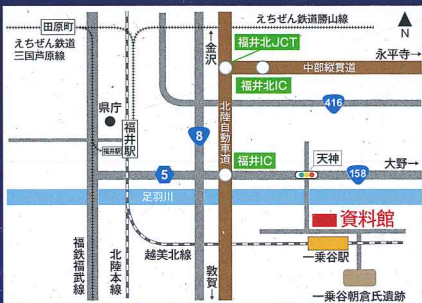 田原町
えちぜん鉄道勝山線
えちぜん鉄道
三国芦原線
↑金沢
福井北JCT
永平寺→
中部縦貫道
福井北IC
416
県庁
福井駅
福井駅
8
北陸自動車道
福井IC
天神
大野→
5
158
足羽川
資料館
福鉄福武線
北陸本線
越美北線
敦賀↓
一乗谷駅
一乗谷朝倉氏遺跡
N